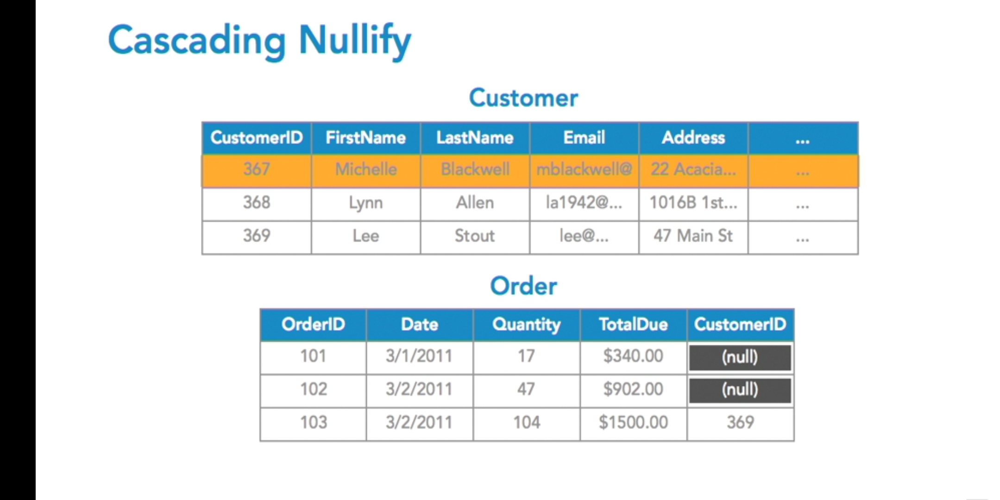 Cascading Nullify
Customer
CustomerID FirstName LastName Email Address ...
367 Michelle Blackwell mblackwell@ 22 Acacia... ...
368 Lynn Allen la1942@... 1016B 1st... ...
369 Lee Stout lee@... 47 Main St ...
Order
OrderID Date Quantity TotalDue CustomerID
101 3/1/2011 17 $340.00 (null)
102 3/2/2011 47 $902.00 (null)
103 3/2/2011 104 $1500.00 369